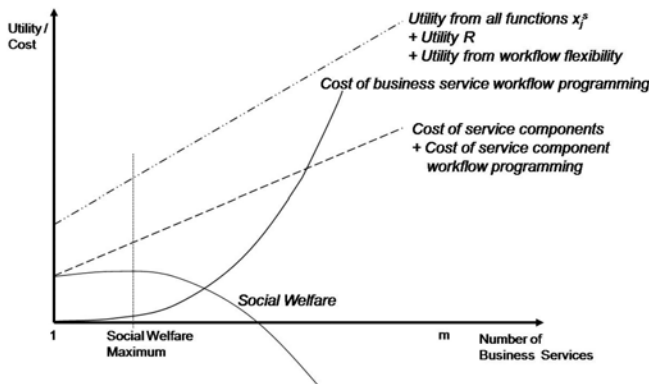 Utility /
Cost
Utility from all functions x_j^s
+ Utility R
+ Utility from workflow flexibility
Cost of business service workflow programming
Cost of service components
+ Cost of service component
workflow programming
Social Welfare
1
Social Welfare
Maximum
m
Number of
Business Services